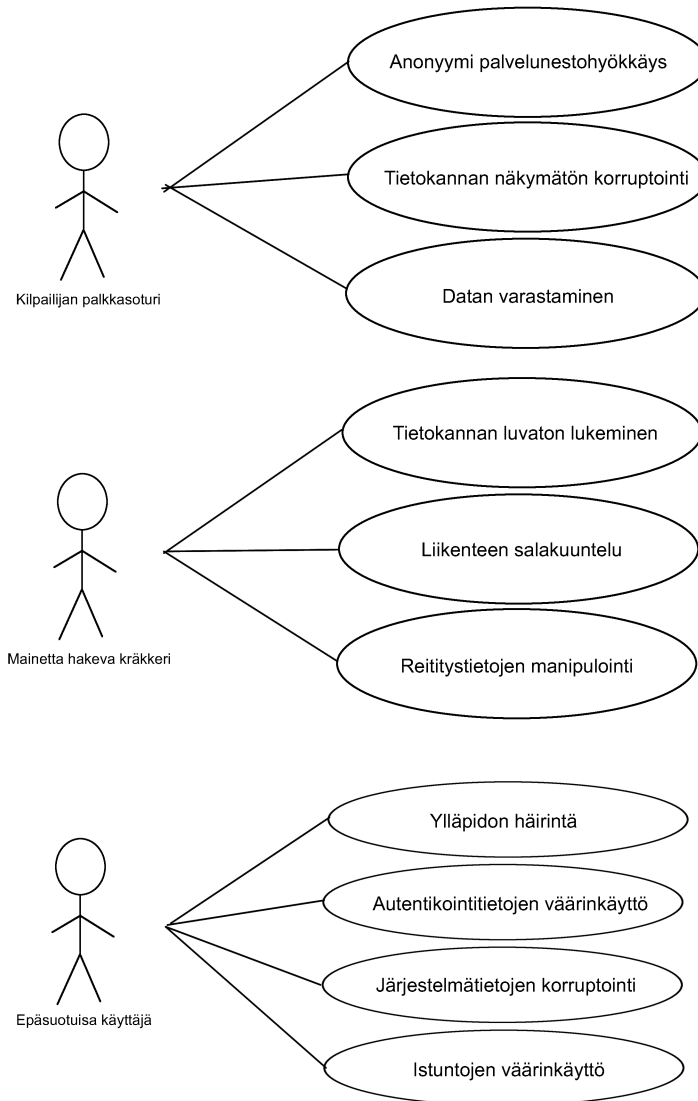 Anonyymi palvelunestohyökkäys
Tietokannan näkymätön korruptointi
Kilpailijan palkkasoturi
Datan varastaminen
Tietokannan luvaton lukeminen
Liikenteen salakuuntelu
Mainetta hakeva kräkkeri
Reititystietojen manipulointi
Ylläpidon häirintä
Autentikointitietojen väärinkäyttö
Järjestelmätietojen korruptointi
Epäsuotuisa käyttäjä
Istuntojen väärinkäyttö